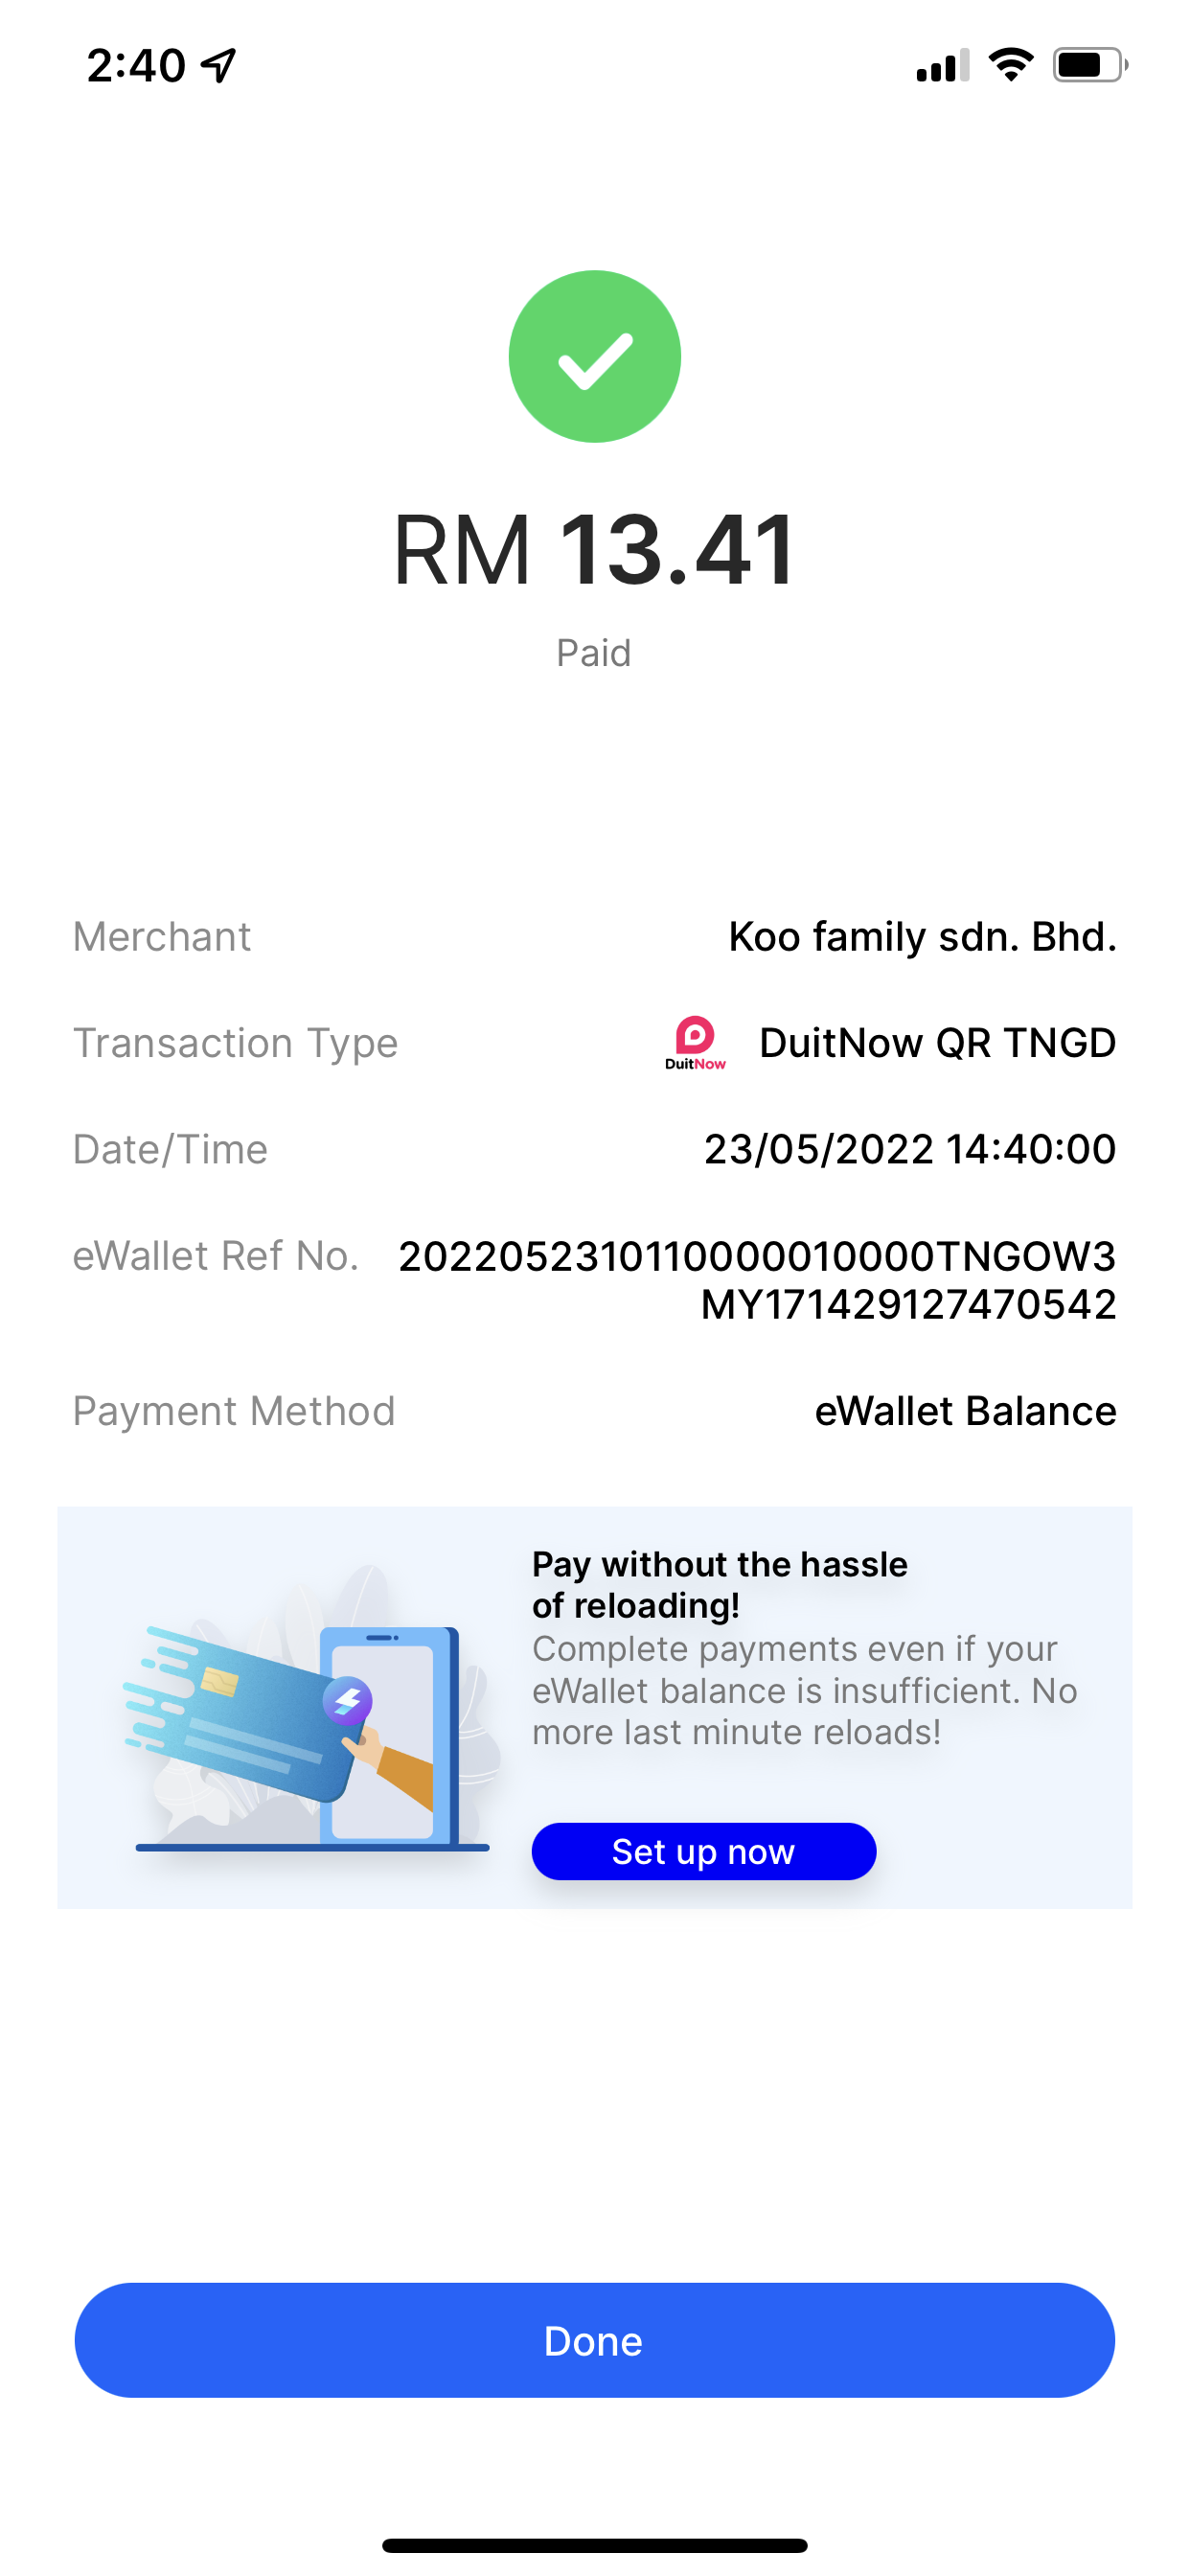 2:40
RM 13.41
Paid
Merchant Koo family sdn. Bhd.
Transaction Type DuitNow DuitNow QR TNGD
Date/Time 23/05/2022 14:40:00
eWallet Ref No. 20220523101110000010000TNGOW3
MY171429127470542
Payment Method eWallet Balance
Pay without the hassle
of reloading!
Complete payments even if your
eWallet balance is insufficient. No
more last minute reloads!
Set up now
Done